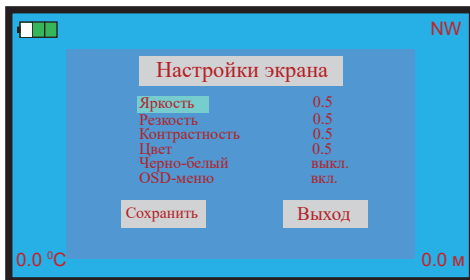 NW
Настройки экрана
Яркость 0.5
Резкость 0.5
Контрастность 0.5
Цвет 0.5
Черно-белый выкл.
OSD-меню вкл.
Сохранить Выход
0.0 ⁰C 0.0 м